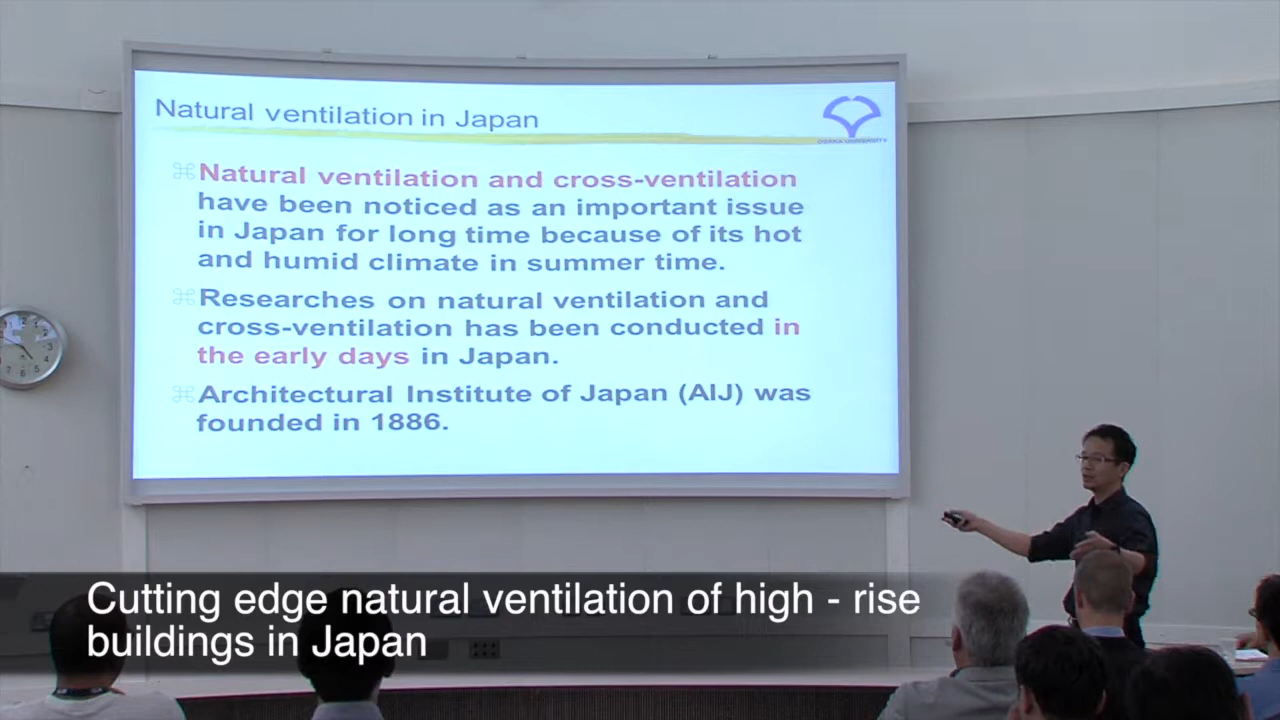 Natural ventilation in Japan
OSAKA UNIVERSITY
⌘Natural ventilation and cross-ventilation
have been noticed as an important issue
in Japan for long time because of its hot
and humid climate in summer time.
⌘Researches on natural ventilation and
cross-ventilation has been conducted in
the early days in Japan.
⌘Architectural Institute of Japan (AIJ) was
founded in 1886.
Cutting edge natural ventilation of high - rise
buildings in Japan